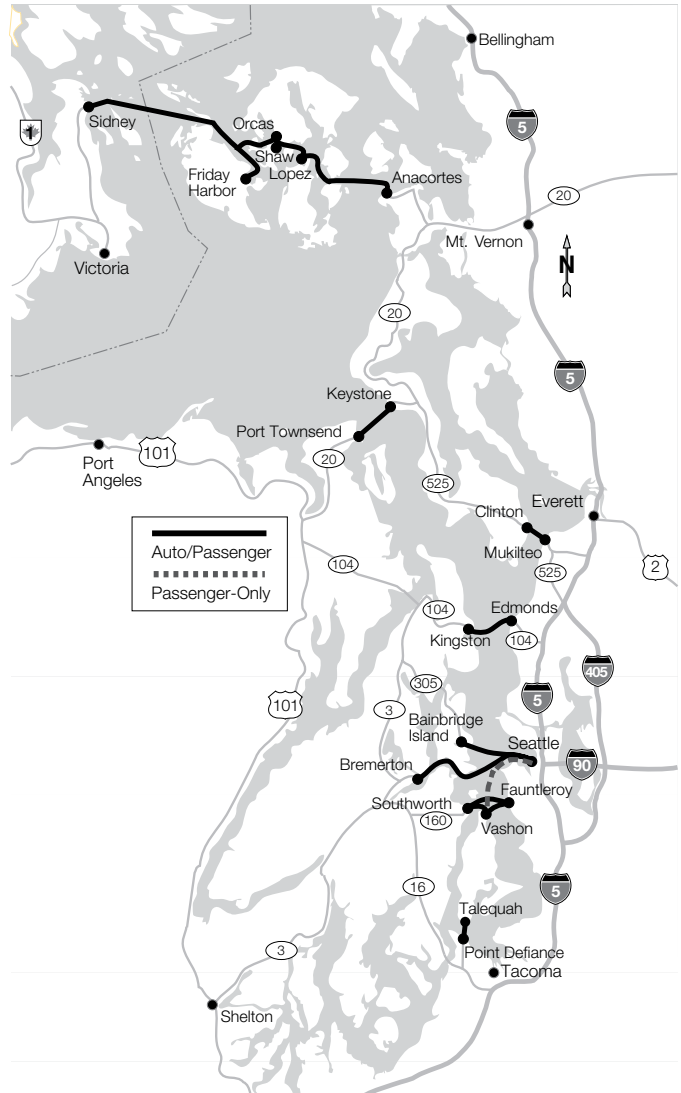 Bellingham
1
Sidney
5
Orcas
Shaw
Lopez
Friday
Harbor
Anacortes
20
Mt. Vernon
Victoria
N
20
5
Keystone
Port Townsend
101
20
Port
Angeles
525
Clinton
Everett
Mukilteo
Auto/Passenger
Passenger-Only
104
525
2
104
Edmonds
Kingston
104
405
305
5
101
3
Bainbridge
Island
Seattle
Bremerton
90
Fauntleroy
Southworth
160
Vashon
16
5
Talequah
3
Point Defiance
Tacoma
Shelton